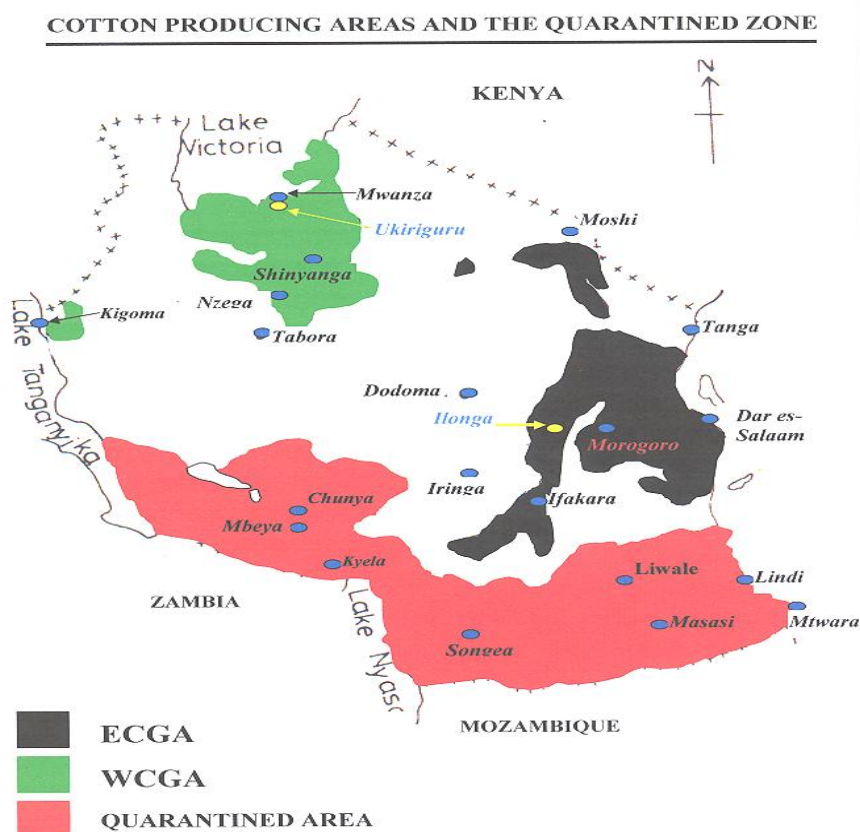 COTTON PRODUCING AREAS AND THE QUARANTINED ZONE
N
KENYA
Lake
Victoria
Mwanza
Ukiriguru
Moshi
Shinyanga
Nzega
Kigoma
Tabora
Tanga
Lake Tanganyika
Dodoma
Ilonga
Dar es-
Salaam
Morogoro
Iringa
Ifakara
Chunya
Mbeya
Kyela
Liwale
Lindi
ZAMBIA
Lake Nyasa
Masasi
Mtwara
Songea
MOZAMBIQUE
ECGA
WCGA
QUARANTINED AREA